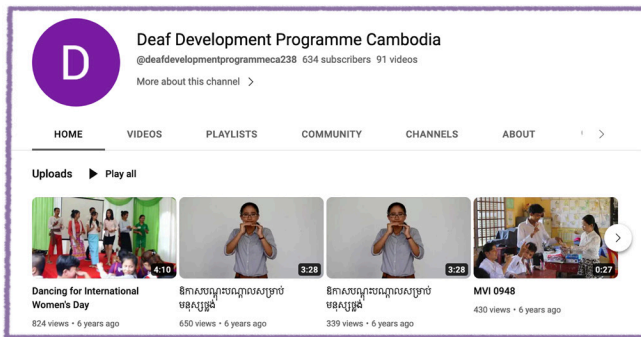 D
Deaf Development Programme Cambodia
@deafdevelopmentprogrammeca238 634 subscribers 91 videos
More about this channel >
HOME VIDEOS PLAYLISTS COMMUNITY CHANNELS ABOUT >
Uploads ▶ Play all
4:10 3:28 3:28 0:27
Dancing for International ឱកាសបណ្តុះបណ្តាលសម្រាប់ ឱកាសបណ្តុះបណ្តាលសម្រាប់ MVI 0948
Women's Day មនុស្សថ្លង់ មនុស្សថ្លង់
824 views • 6 years ago 650 views • 6 years ago 339 views • 6 years ago 430 views • 6 years ago